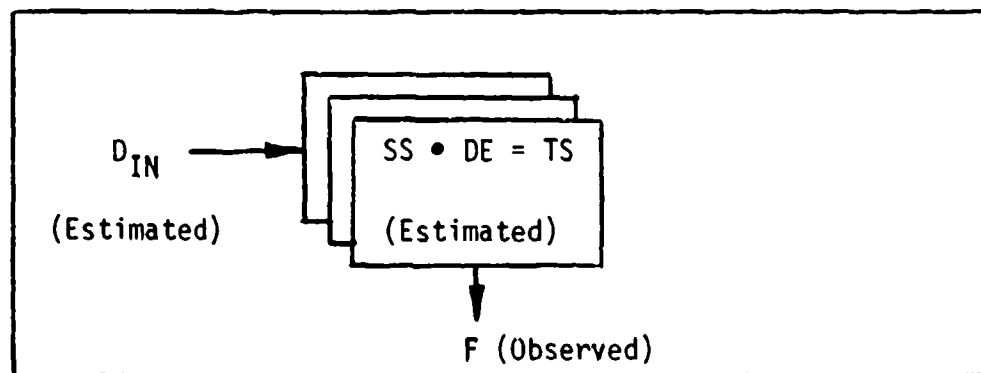 SS • DE = TS
D_IN
(Estimated)
(Estimated)
F (Observed)